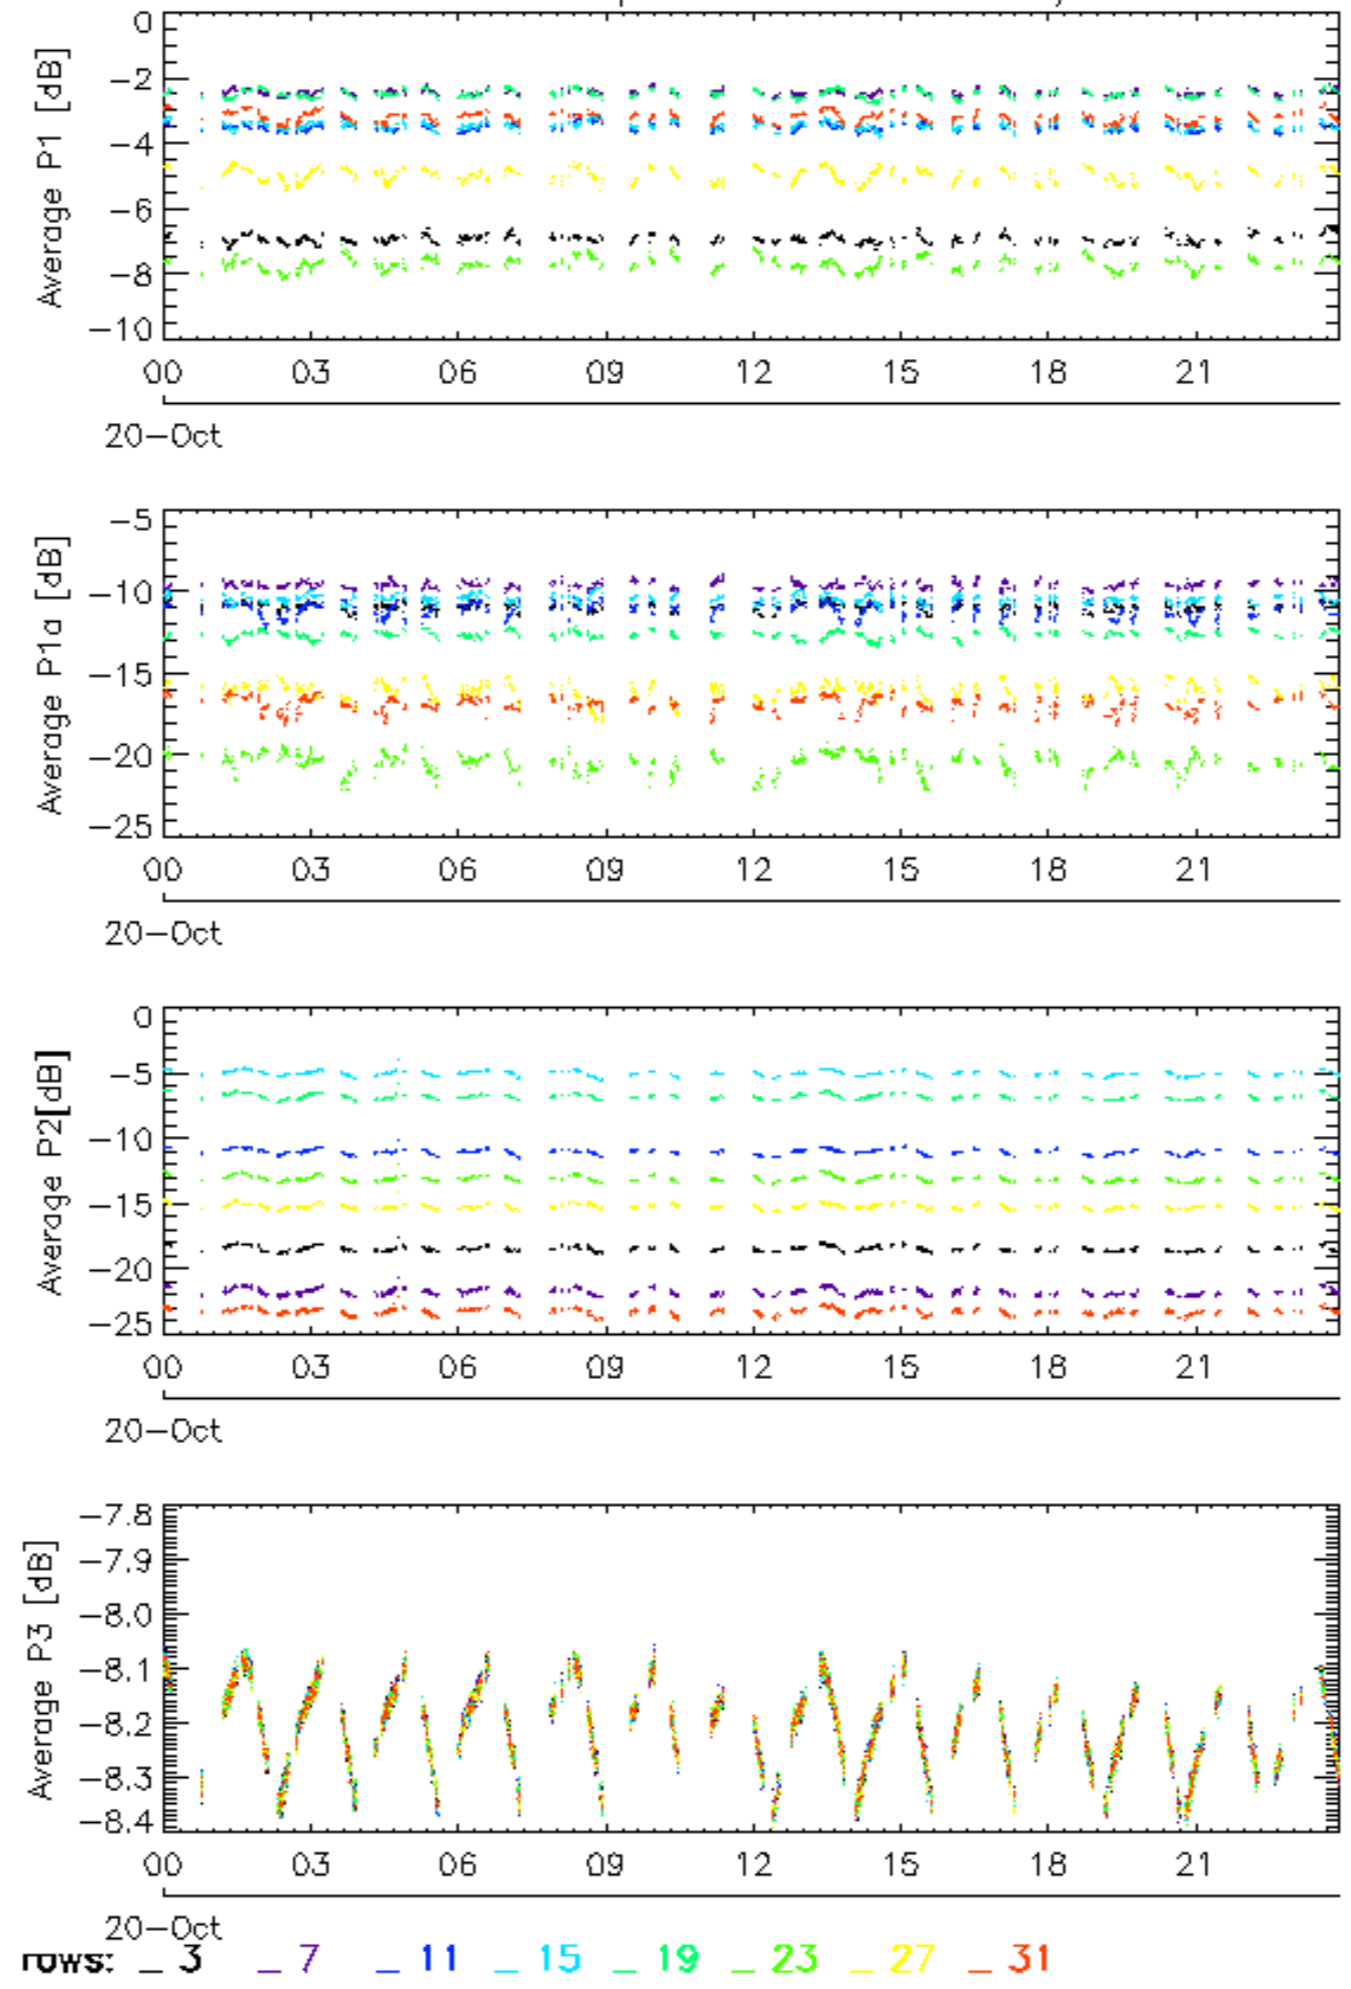 Average P1 [dB]
0
−2
−4
−6
−8
−10
00 03 06 09 12 15 18 21
20−Oct
Average P1a [dB]
−5
−10
−15
−20
−25
00 03 06 09 12 15 18 21
20−Oct
Average P2[dB]
0
−5
−10
−15
−20
−25
00 03 06 09 12 15 18 21
20−Oct
Average P3 [dB]
−7.8
−7.9
−8.0
−8.1
−8.2
−8.3
−8.4
00 03 06 09 12 15 18 21
20−Oct
rows: _ 3 _ 7 _ 11 _ 15 _ 19 _ 23 _ 27 _ 31